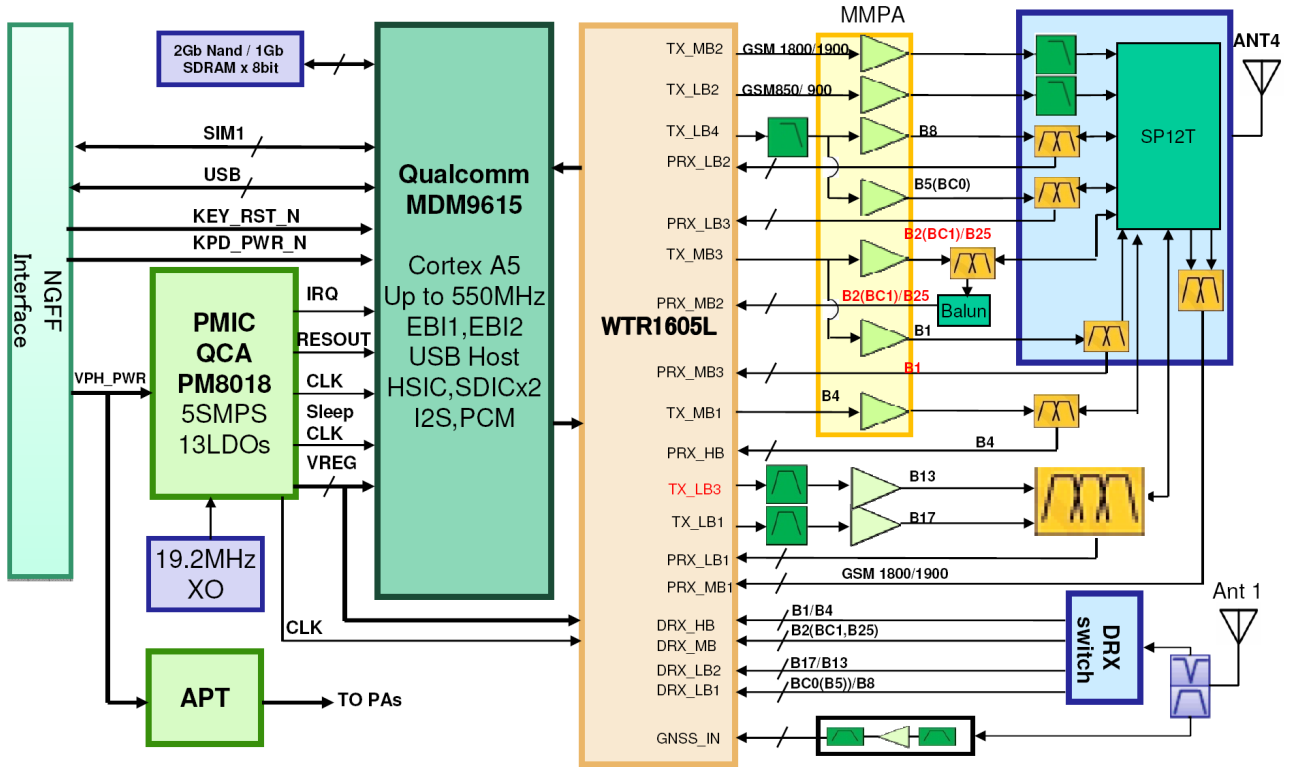 MMPA
ANT4
2Gb Nand / 1Gb
SDRAM x 8bit
SIM1
USB
KEY_RST_N
KPD_PWR_N
NGFF
Interface
VPH_PWR
PMIC
QCA
PM8018
5SMPS
13LDOs
IRQ
RESOUT
CLK
Sleep
CLK
VREG
19.2MHz
XO
CLK
APT
TO PAs
Qualcomm
MDM9615
Cortex A5
Up to 550MHz
EBI1,EBI2
USB Host
HSIC,SDICx2
I2S,PCM
WTR1605L
TX_MB2
TX_LB2
TX_LB4
PRX_LB2
PRX_LB3
TX_MB3
PRX_MB2
PRX_MB3
TX_MB1
PRX_HB
TX_LB3
TX_LB1
PRX_LB1
PRX_MB1
DRX_HB
DRX_MB
DRX_LB2
DRX_LB1
GNSS_IN
GSM 1800/1900
GSM850/ 900
B8
B5(BC0)
B2(BC1)/B25
B2(BC1)/B25
Balun
B1
B1
B4
B4
B13
B17
GSM 1800/1900
SP12T
B1/B4
B2(BC1,B25)
B17/B13
BC0(B5))/B8
DRX
switch
Ant 1